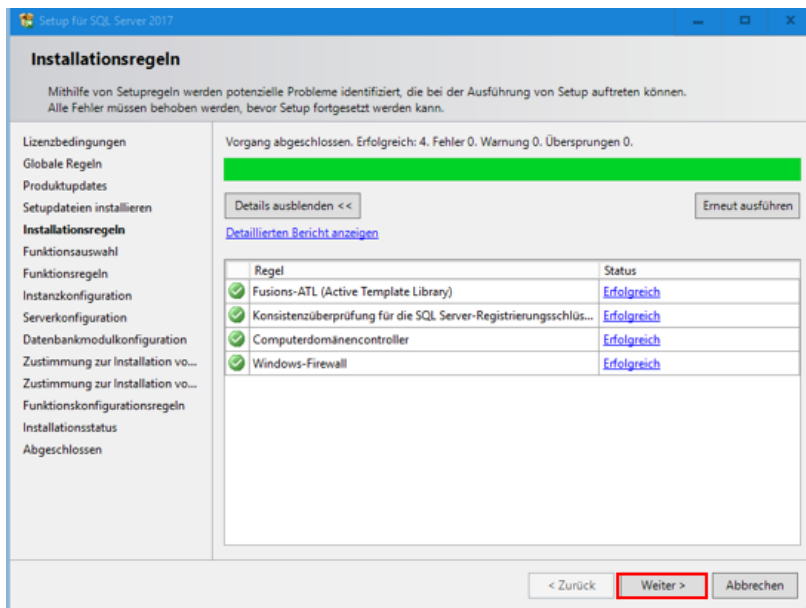 Setup für SQL Server 2017
Installationsregeln
Mithilfe von Setupregeln werden potenzielle Probleme identifiziert, die bei der Ausführung von Setup auftreten können.
Alle Fehler müssen behoben werden, bevor Setup fortgesetzt werden kann.
Lizenzbedingungen
Globale Regeln
Produktupdates
Setupdateien installieren
Installationsregeln
Funktionsauswahl
Funktionsregeln
Instanzkonfiguration
Serverkonfiguration
Datenbankmodulkonfiguration
Zustimmung zur Installation vo...
Zustimmung zur Installation vo...
Funktionskonfigurationsregeln
Installationsstatus
Abgeschlossen
Vorgang abgeschlossen. Erfolgreich: 4. Fehler 0. Warnung 0. Übersprungen 0.
Details ausblenden << Erneut ausführen
Detaillierten Bericht anzeigen
Regel Status
Fusions-ATL (Active Template Library) Erfolgreich
Konsistenzüberprüfung für die SQL Server-Registrierungsschlüs... Erfolgreich
Computerdomänencontroller Erfolgreich
Windows-Firewall Erfolgreich
< Zurück Weiter > Abbrechen